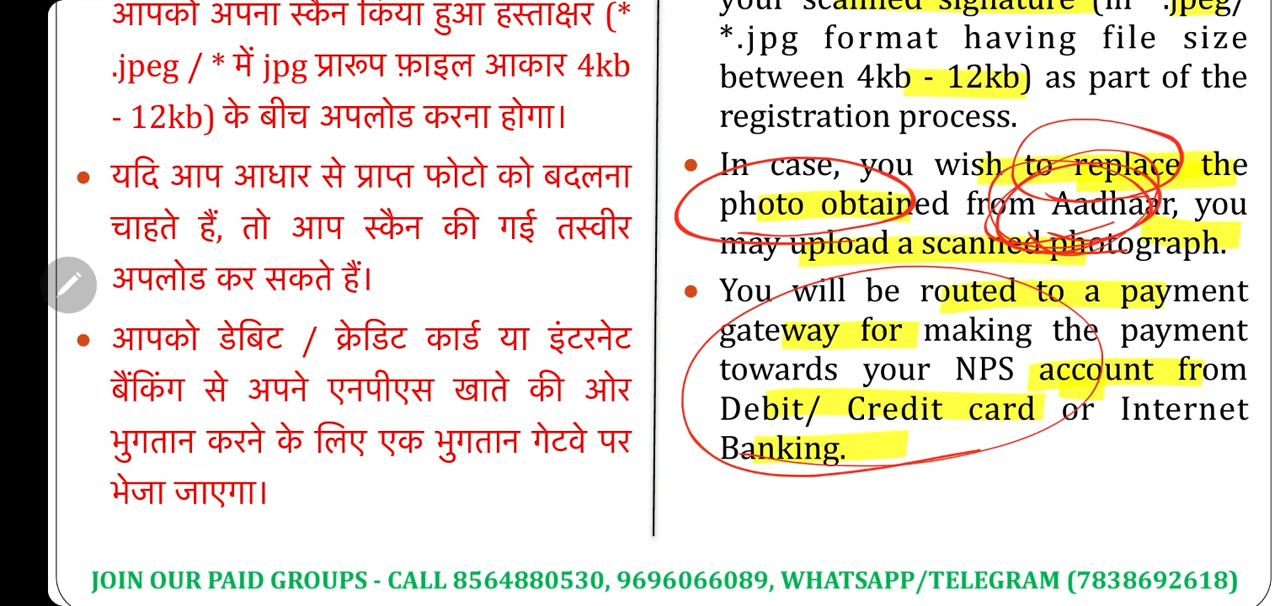 आपको अपना स्कैन किया हुआ हस्ताक्षर (*
.jpeg / * में jpg प्रारूप फ़ाइल आकार 4kb
- 12kb) के बीच अपलोड करना होगा।
• यदि आप आधार से प्राप्त फोटो को बदलना
चाहते हैं, तो आप स्कैन की गई तस्वीर
अपलोड कर सकते हैं।
• आपको डेबिट / क्रेडिट कार्ड या इंटरनेट
बैंकिंग से अपने एनपीएस खाते की ओर
भुगतान करने के लिए एक भुगतान गेटवे पर
भेजा जाएगा।
your scanned signature (in *.jpeg/
*.jpg format having file size
between 4kb - 12kb) as part of the
registration process.
• In case, you wish to replace the
photo obtained from Aadhaar, you
may upload a scanned photograph.
• You will be routed to a payment
gateway for making the payment
towards your NPS account from
Debit/ Credit card or Internet
Banking.
JOIN OUR PAID GROUPS - CALL 8564880530, 9696066089, WHATSAPP/TELEGRAM (7838692618)